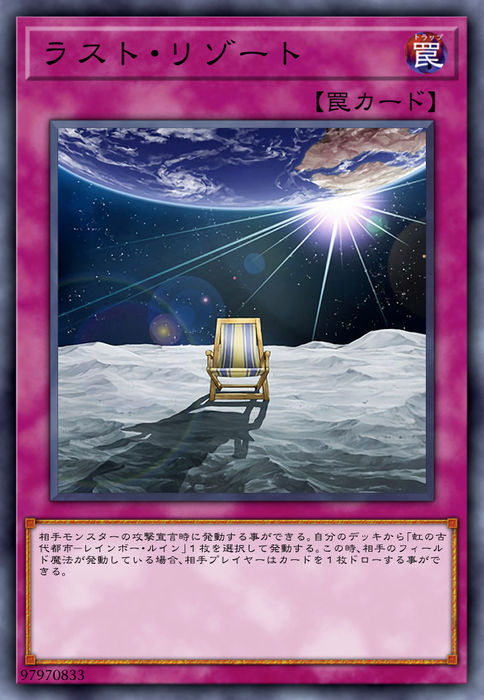 ラスト・リゾート
トラップ
罠
【罠カード】
相手モンスターの攻撃宣言時に発動する事ができる。自分のデッキから「虹の古
代都市－レインボー・ルイン」１枚を選択して発動する。この時、相手のフィール
ド魔法が発動している場合、相手プレイヤーはカードを１枚ドローする事がで
きる。
97970833